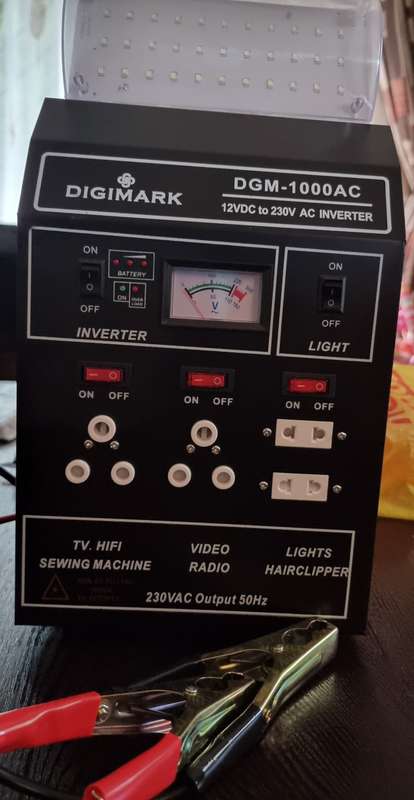 DIGIMARK
DGM-1000AC
12VDC to 230V AC INVERTER
ON
BATTERY
ON
OVER LOAD
OFF
INVERTER
V
ON
OFF
LIGHT
ON OFF
ON OFF
ON OFF
TV. HIFI
VIDEO
LIGHTS
SEWING MACHINE
RADIO
HAIRCLIPPER
230VAC Output 50Hz